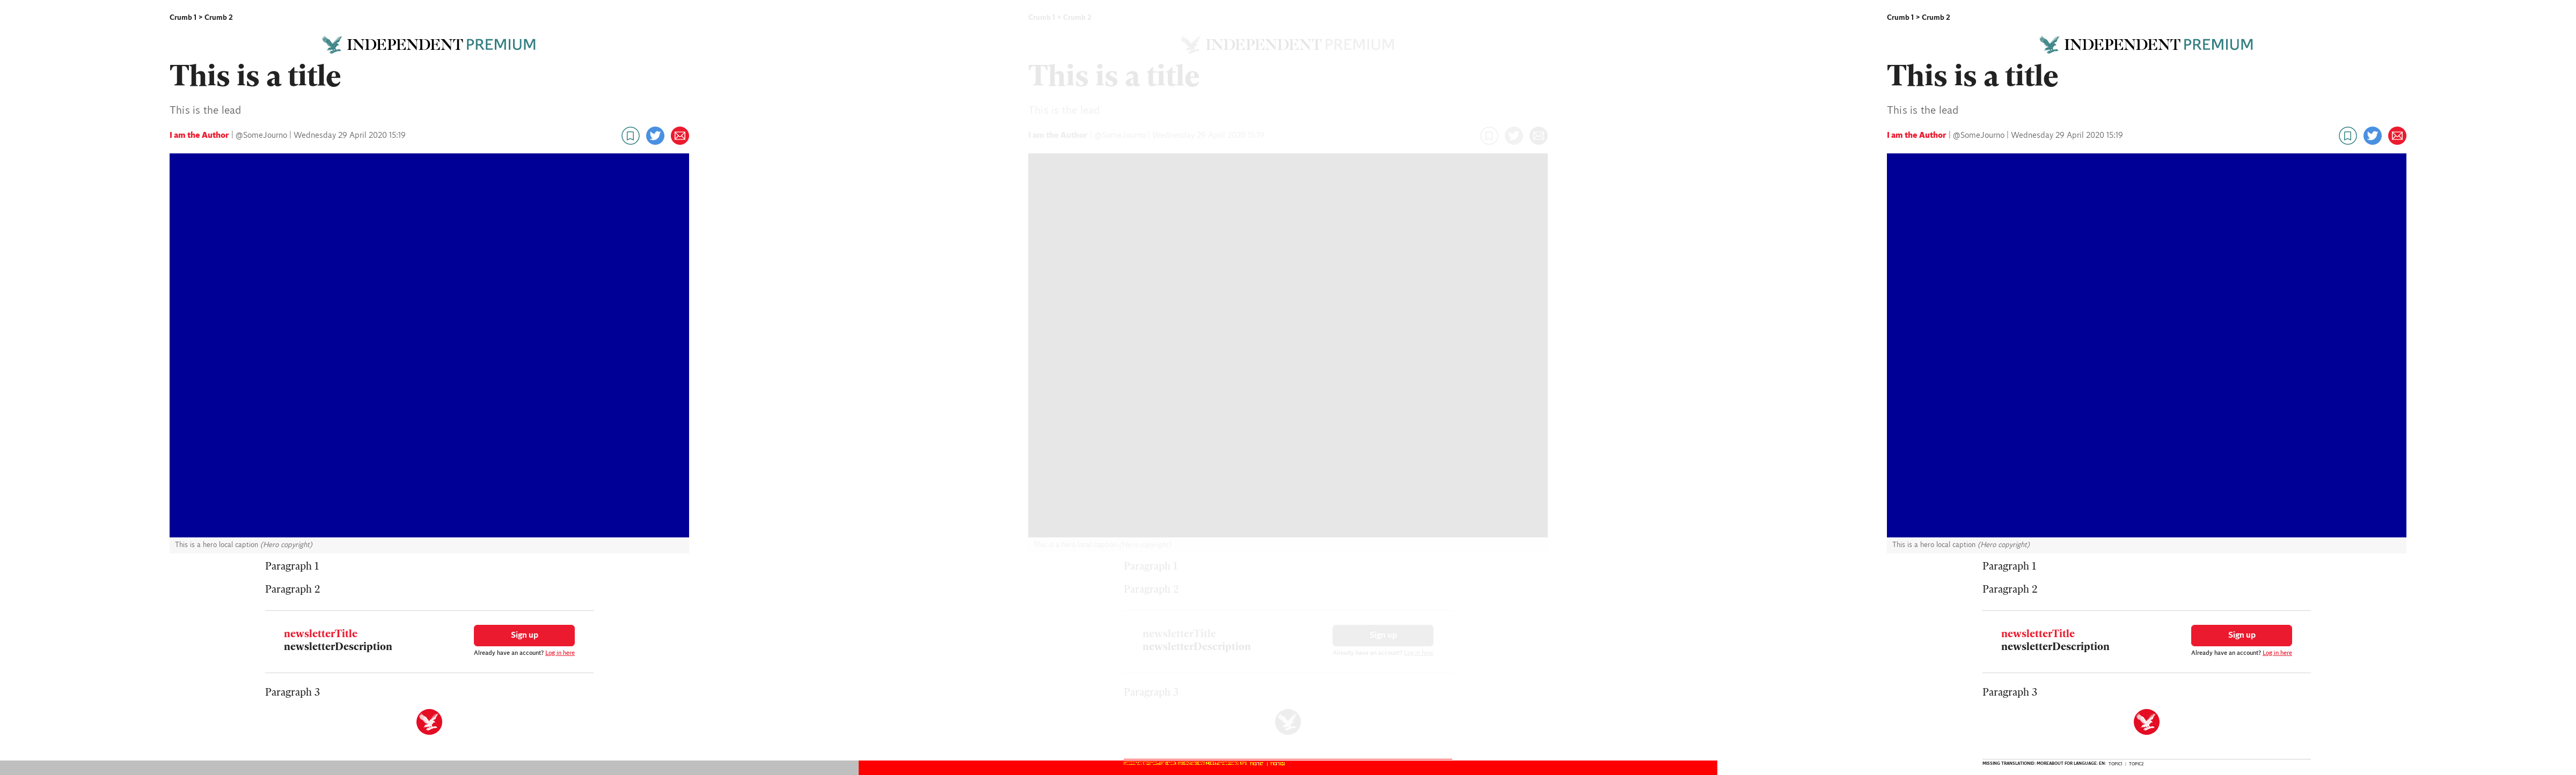 Crumb 1 > Crumb 2
INDEPENDENT PREMIUM
This is a title
This is the lead
I am the Author | @SomeJourno | Wednesday 29 April 2020 15:19
This is a hero local caption (Hero copyright)
Paragraph 1
Paragraph 2
newsletterTitle
newsletterDescription
Sign up
Already have an account? Log in here
Paragraph 3
Crumb 1 > Crumb 2
INDEPENDENT PREMIUM
This is a title
This is the lead
I am the Author | @SomeJourno | Wednesday 29 April 2020 15:19
This is a hero local caption (Hero copyright)
Paragraph 1
Paragraph 2
newsletterTitle
newsletterDescription
Sign up
Already have an account? Log in here
Paragraph 3
Crumb 1 > Crumb 2
INDEPENDENT PREMIUM
This is a title
This is the lead
I am the Author | @SomeJourno | Wednesday 29 April 2020 15:19
This is a hero local caption (Hero copyright)
Paragraph 1
Paragraph 2
newsletterTitle
newsletterDescription
Sign up
Already have an account? Log in here
Paragraph 3
MISSING TRANSLATIONID: MOREABOUT FOR LANGUAGE: EN: TOPIC1 | TOPIC2